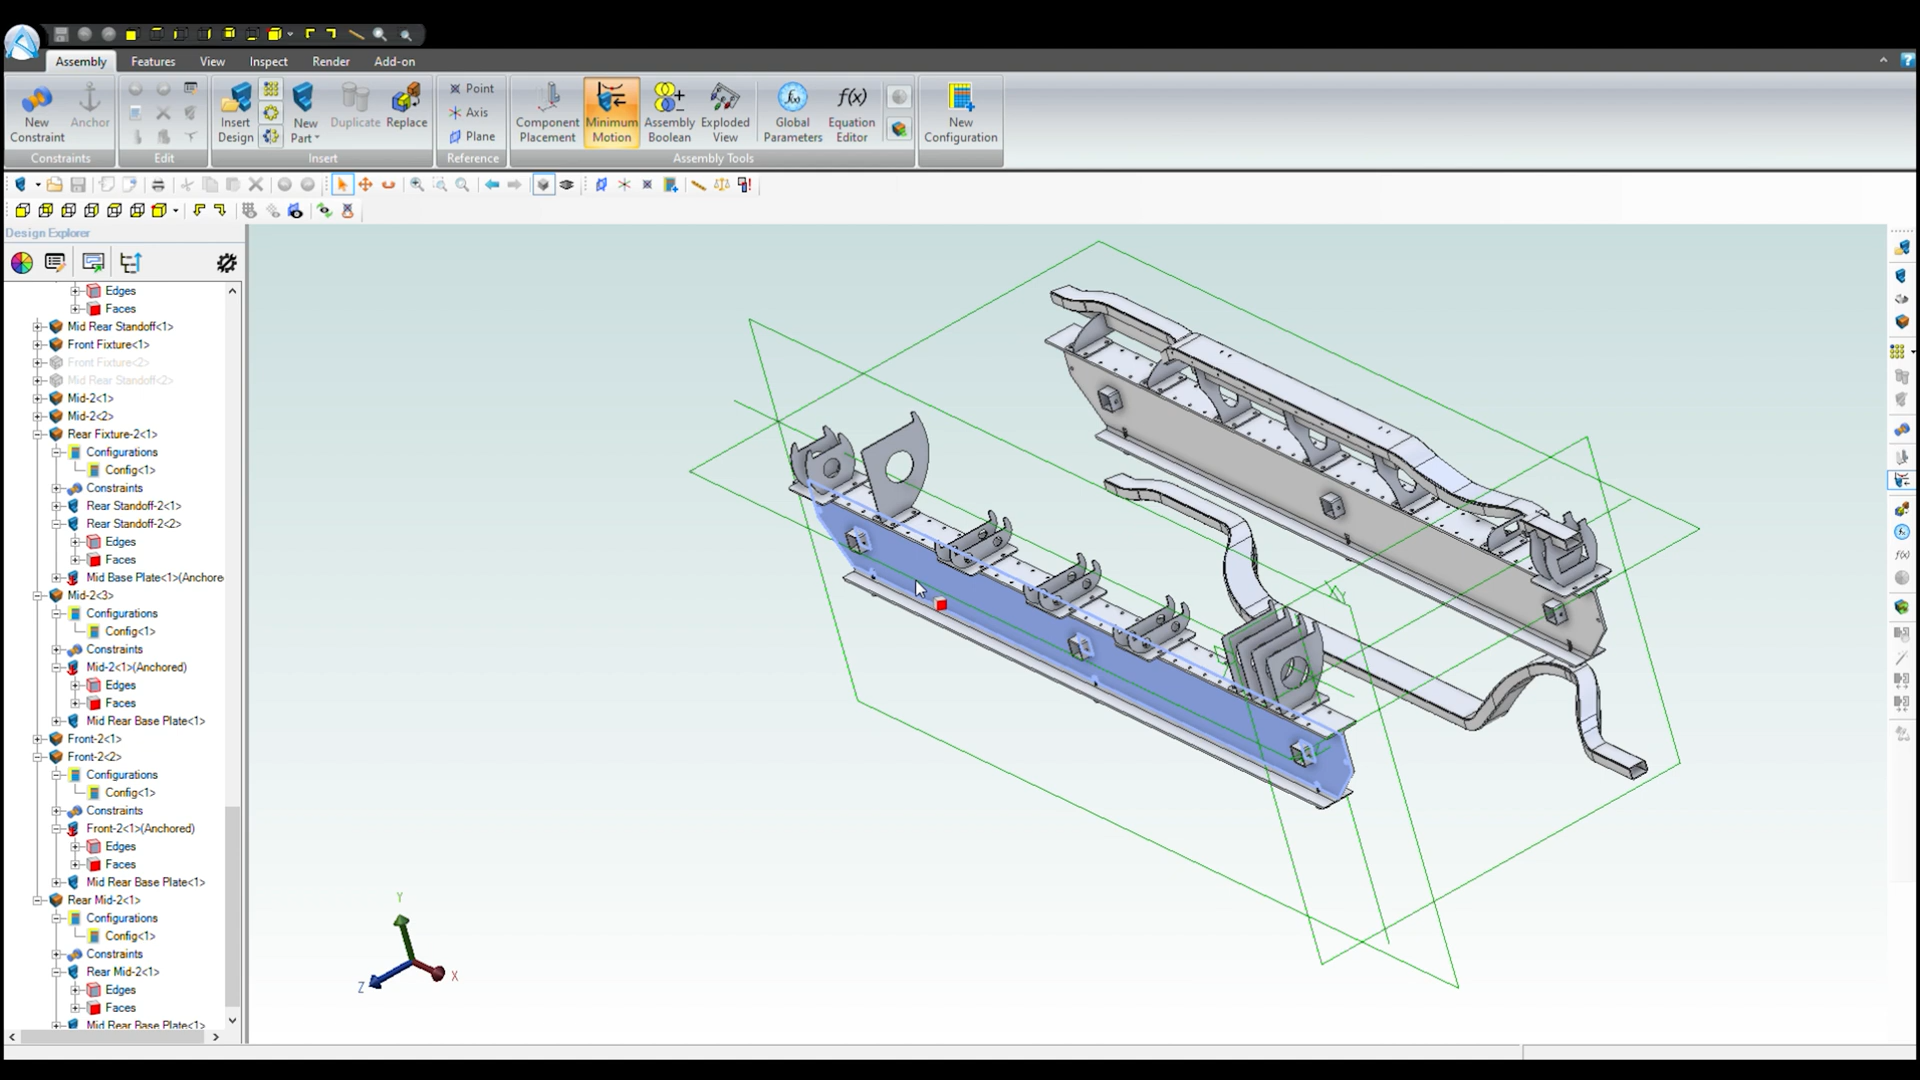 Assembly Features View Inspect Render Add-on
New Constraint
Anchor
Constraints
Edit
Insert Design
New Part
Duplicate
Replace
Insert
Point
Axis
Plane
Reference
Component Placement
Minimum Motion
Assembly Boolean
Exploded View
Global Parameters
f(x)
Equation Editor
Assembly Tools
New Configuration
Design Explorer
Edges
Faces
Mid Rear Standoff<1>
Front Fixture<1>
Front Fixture<2>
Mid Rear Standoff<2>
Mid-2<1>
Mid-2<2>
Rear Fixture-2<1>
Configurations
Config<1>
Constraints
Rear Standoff-2<1>
Rear Standoff-2<2>
Edges
Faces
Mid Base Plate<1>(Anchore
Mid-2<3>
Configurations
Config<1>
Constraints
Mid-2<1>(Anchored)
Edges
Faces
Mid Rear Base Plate<1>
Front-2<1>
Front-2<2>
Configurations
Config<1>
Constraints
Front-2<1>(Anchored)
Edges
Faces
Mid Rear Base Plate<1>
Rear Mid-2<1>
Configurations
Config<1>
Constraints
Rear Mid-2<1>
Edges
Faces
Mid Rear Base Plate<1>
Y
Z
X